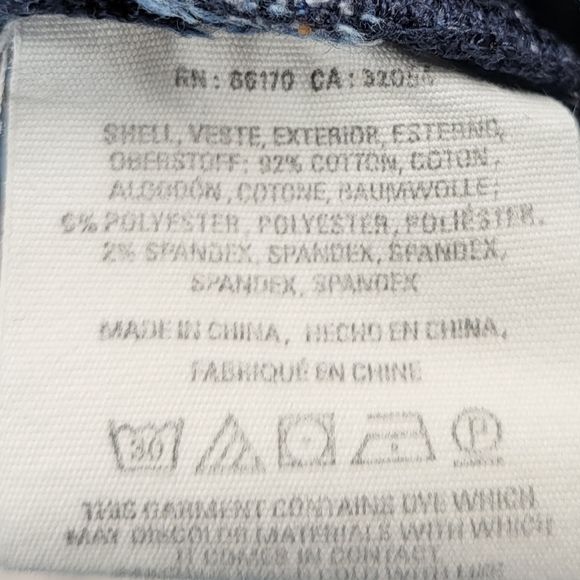 RN: 86170 CA: 32054
SHELL, VESTE, EXTERIOR, ESTERNO,
OBERSTOFF: 92% COTTON, COTON,
ALGODÓN, COTONE, BAUMWOLLE;
6% POLYESTER, POLYESTER, POLIÉSTER.
2% SPANDEX, SPANDEX, SPANDEX,
SPANDEX, SPANDEX
MADE IN CHINA, HECHO EN CHINA,
FABRIQUÉ EN CHINE
30 P
THIS GARMENT CONTAINS DYE WHICH
MAY DISCOLOR MATERIALS WITH WHICH
IT COMES IN CONTACT